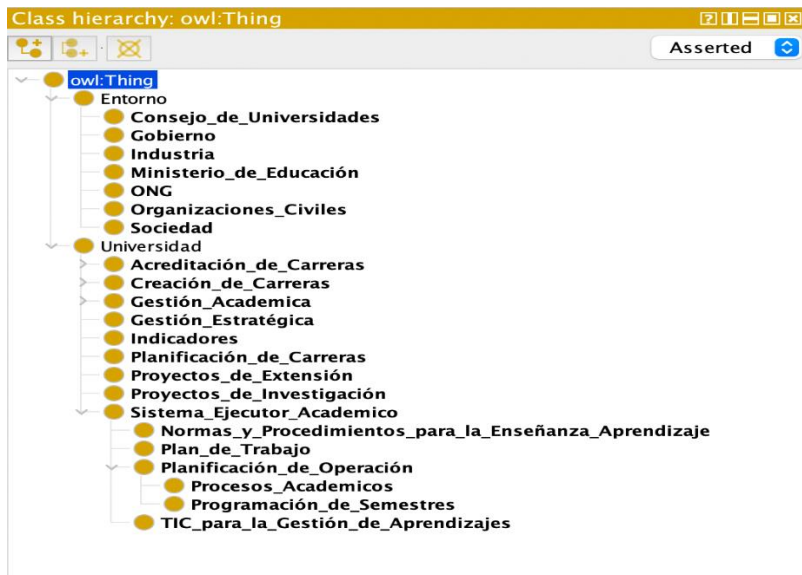 Class hierarchy: owl:Thing
Asserted
owl:Thing
Entorno
Consejo_de_Universidades
Gobierno
Industria
Ministerio_de_Educación
ONG
Organizaciones_Civiles
Sociedad
Universidad
Acreditación_de_Carreras
Creación_de_Carreras
Gestión_Academica
Gestión_Estratégica
Indicadores
Planificación_de_Carreras
Proyectos_de_Extensión
Proyectos_de_Investigación
Sistema_Ejecutor_Academico
Normas_y_Procedimientos_para_la_Enseñanza_Aprendizaje
Plan_de_Trabajo
Planificación_de_Operación
Procesos_Academicos
Programación_de_Semestres
TIC_para_la_Gestión_de_Aprendizajes